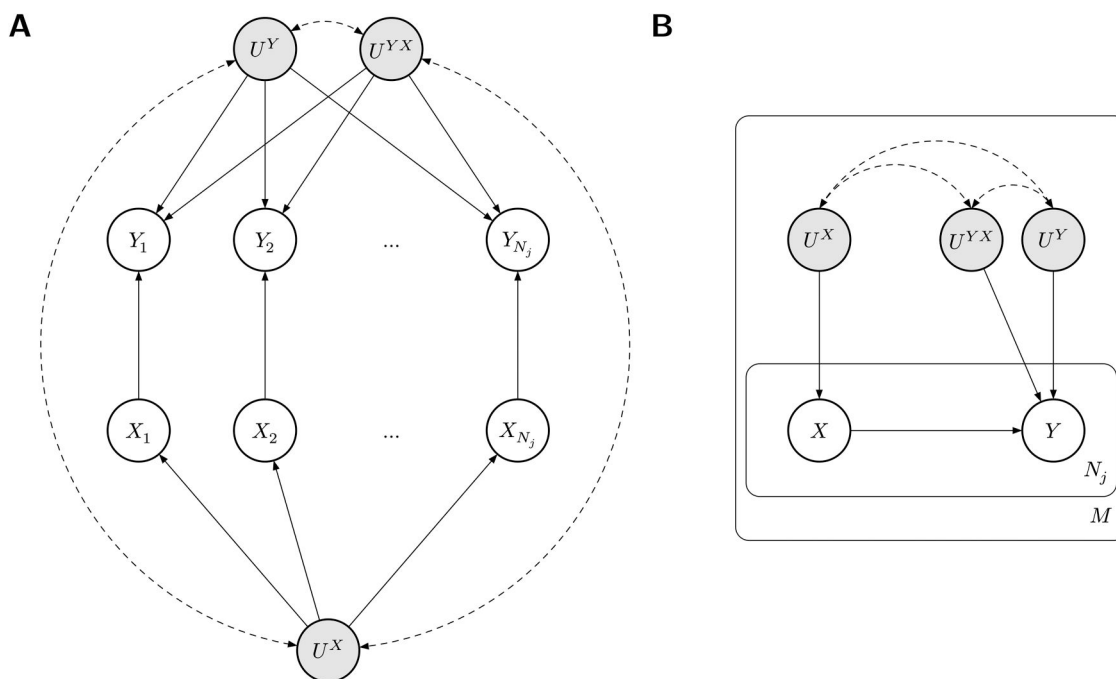 A
U^Y U^{YX}
Y_1 Y_2 ... Y_{N_j}
X_1 X_2 ... X_{N_j}
U^X
B
U^X U^{YX} U^Y
X Y
N_j
M